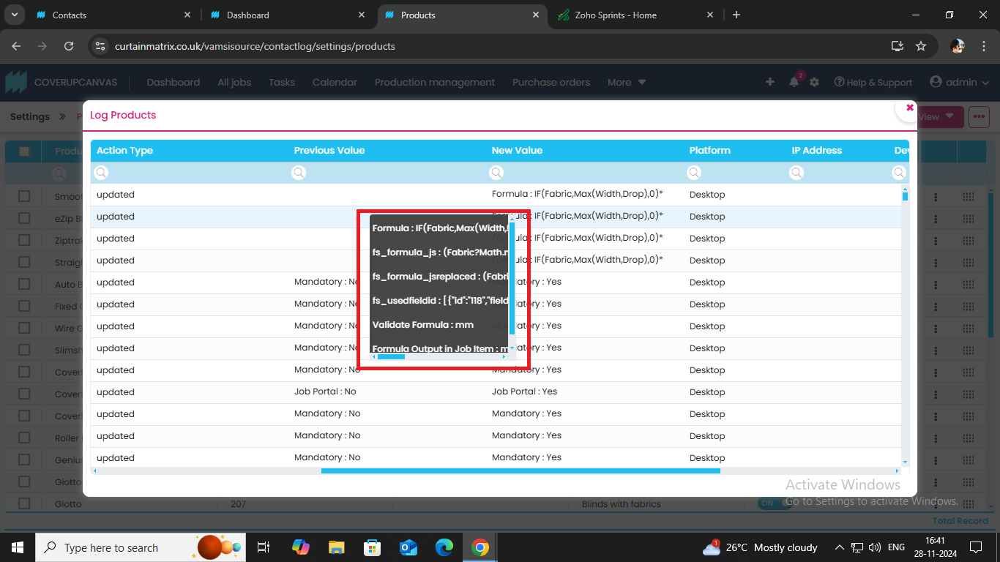 Contacts
Dashboard
Products
Zoho Sprints - Home
curtainmatrix.co.uk/vamsisource/contactlog/settings/products
COVERUPCANVAS Dashboard All jobs Tasks Calendar Production management Purchase orders More 2 Help & Support admin
Settings » P View
Log Products
Produ
Action Type Previous Value New Value Platform IP Address Dev
Smoot updated Formula : IF(Fabric,Max(Width,Drop),0)* Desktop
eZip B updated Formula : IF(Fabric,Max(Width,Drop),0)* Desktop
Formula : IF(Fabric,Max(Width,
Ziptrak updated Formula : IF(Fabric,Max(Width,Drop),0)* Desktop
fs_formula_js : (Fabric?Math.m
Straigh updated Formula : IF(Fabric,Max(Width,Drop),0)* Desktop
fs_formula_jsreplaced : (Fabri
Auto B updated Mandatory : No latory : Yes Desktop
fs_usedfieldid : [{"id":"118","field
Fixed updated Mandatory : No Yes Desktop
Validate Formula : mm
Wire G updated Mandatory : No latory : Yes Desktop
Formula Output in Job Item : m
Slimsh updated Mandatory : No latory : Yes Desktop
Cover updated Mandatory : No Mandatory : Yes Desktop
Cover updated Job Portal : No Job Portal : Yes Desktop
Cover updated Mandatory : No Mandatory : Yes Desktop
Roller updated Mandatory : No Mandatory : Yes Desktop
Genius updated Mandatory : No Mandatory : Yes Desktop
Giotto
Giotto 207 Blinds with fabrics ON
Activate Windows
Go to Settings to activate Windows.
Total Record
Type here to search
1 26°C Mostly cloudy ENG 16:41
28-11-2024